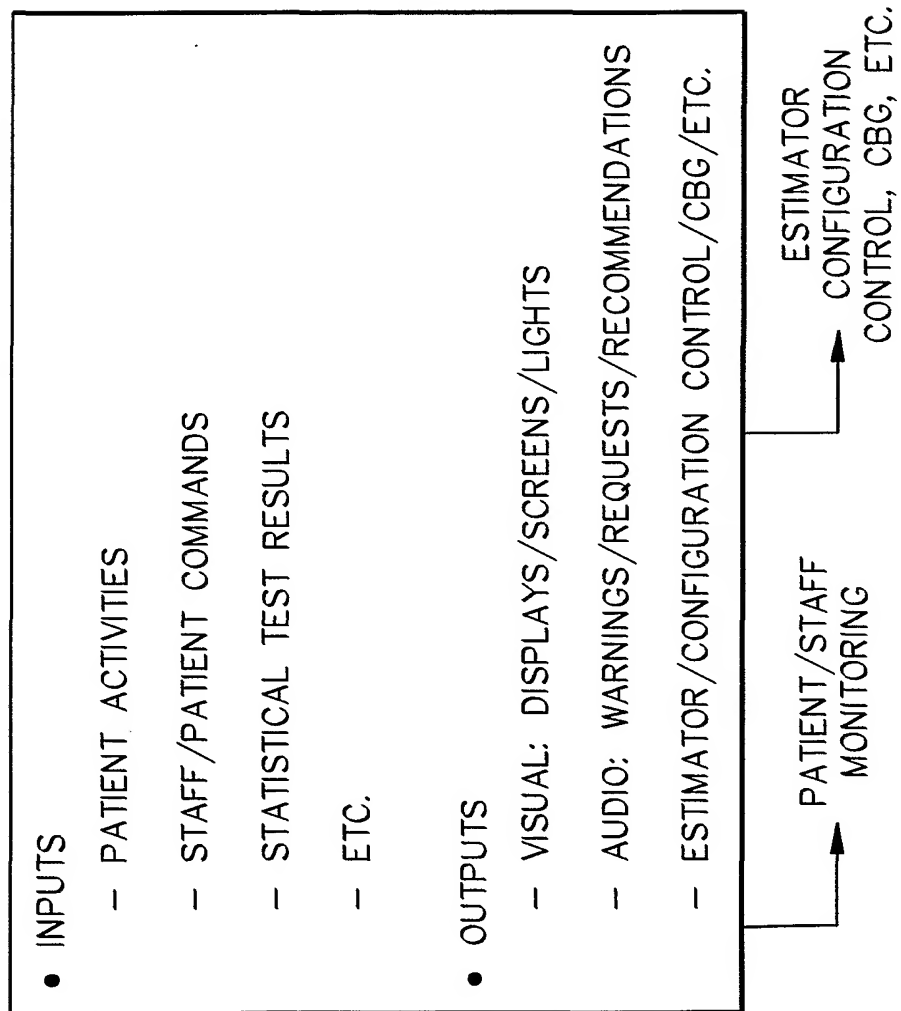 • INPUTS
– PATIENT ACTIVITIES
– STAFF/PATIENT COMMANDS
– STATISTICAL TEST RESULTS
– ETC.
• OUTPUTS
– VISUAL: DISPLAYS/SCREENS/LIGHTS
– AUDIO: WARNINGS/REQUESTS/RECOMMENDATIONS
– ESTIMATOR/CONFIGURATION CONTROL/CBG/ETC.
PATIENT/STAFF
MONITORING
ESTIMATOR
CONFIGURATION
CONTROL, CBG, ETC.